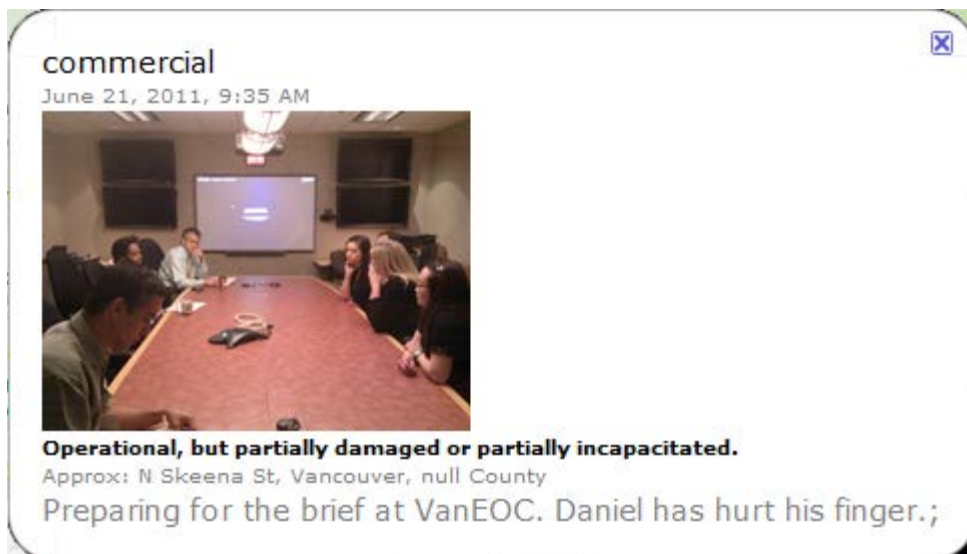 commercial
June 21, 2011, 9:35 AM
Operational, but partially damaged or partially incapacitated.
Approx: N Skeena St, Vancouver, null County
Preparing for the brief at VanEOC. Daniel has hurt his finger.;